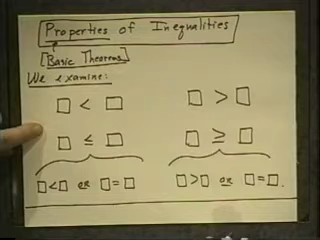 Properties of Inequalities
[Basic Theorems]
We examine:
□ < □ □ > □
□ ≤ □ □ ≥ □
□<□ OR □=□ □>□ OR □=□.